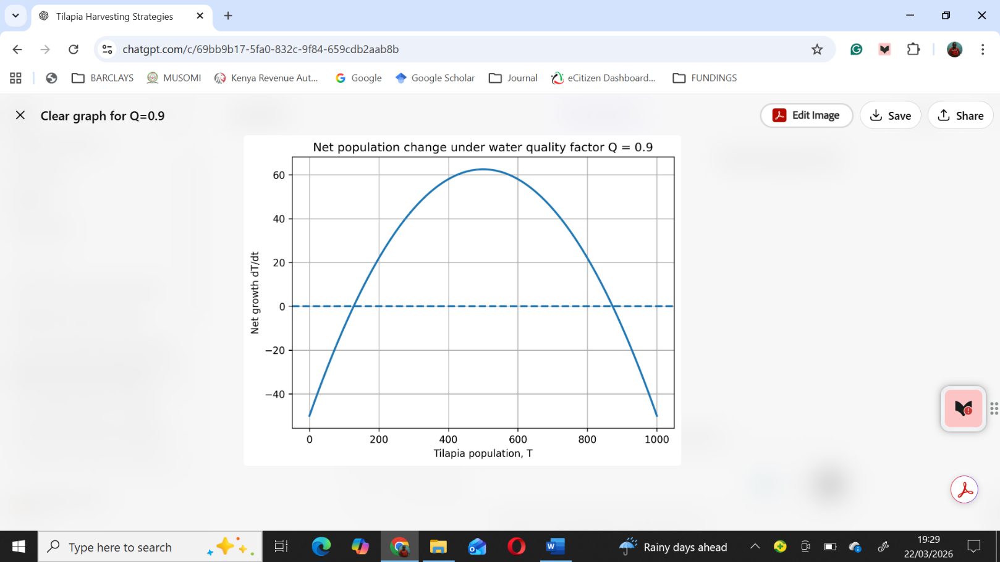 Tilapia Harvesting Strategies
chatgpt.com/c/69bb9b17-5fa0-832c-9f84-659cdb2aab8b
BARCLAYS MUSOMI Kenya Revenue Aut... Google Google Scholar Journal eCitizen Dashboard... FUNDINGS
Clear graph for Q=0.9 Edit Image Save Share
Net population change under water quality factor Q = 0.9
60
40
20
0
−20
−40
Net growth dT/dt
0 200 400 600 800 1000
Tilapia population, T
Type here to search Rainy days ahead
19:29
22/03/2026